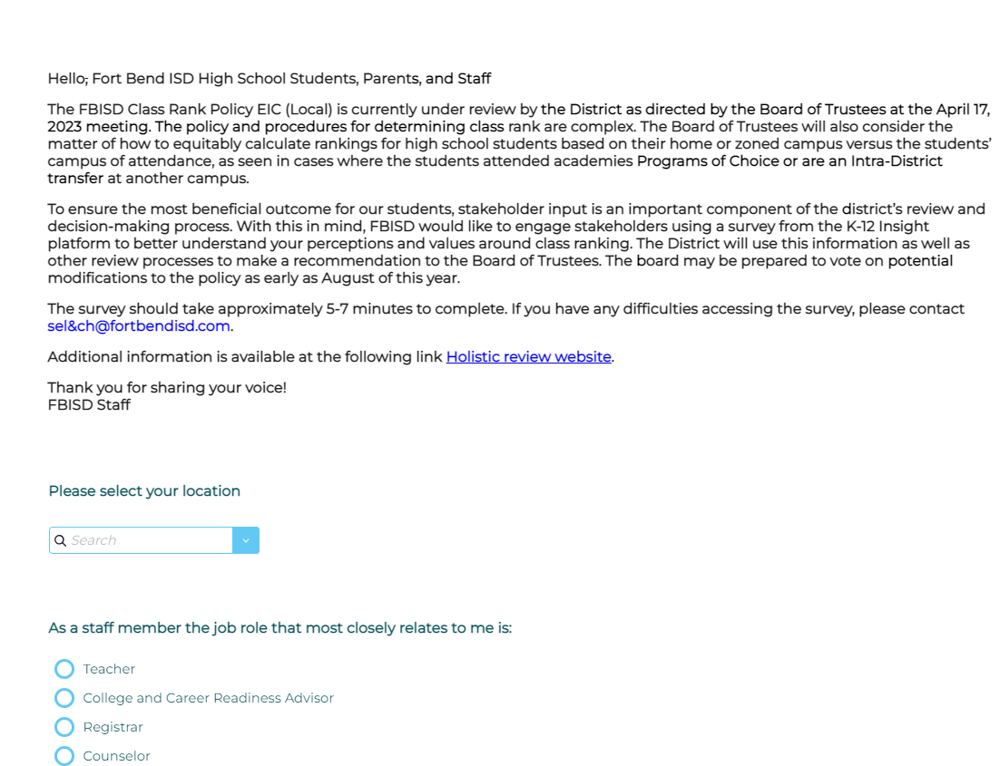 Hello, Fort Bend ISD High School Students, Parents, and Staff
The FBISD Class Rank Policy EIC (Local) is currently under review by the District as directed by the Board of Trustees at the April 17,
2023 meeting. The policy and procedures for determining class rank are complex. The Board of Trustees will also consider the
matter of how to equitably calculate rankings for high school students based on their home or zoned campus versus the students’
campus of attendance, as seen in cases where the students attended academies Programs of Choice or are an Intra-District
transfer at another campus.
To ensure the most beneficial outcome for our students, stakeholder input is an important component of the district’s review and
decision-making process. With this in mind, FBISD would like to engage stakeholders using a survey from the K-12 Insight
platform to better understand your perceptions and values around class ranking. The District will use this information as well as
other review processes to make a recommendation to the Board of Trustees. The board may be prepared to vote on potential
modifications to the policy as early as August of this year.
The survey should take approximately 5-7 minutes to complete. If you have any difficulties accessing the survey, please contact
sel&ch@fortbendisd.com.
Additional information is available at the following link Holistic review website.
Thank you for sharing your voice!
FBISD Staff
Please select your location
Search
As a staff member the job role that most closely relates to me is:
Teacher
College and Career Readiness Advisor
Registrar
Counselor